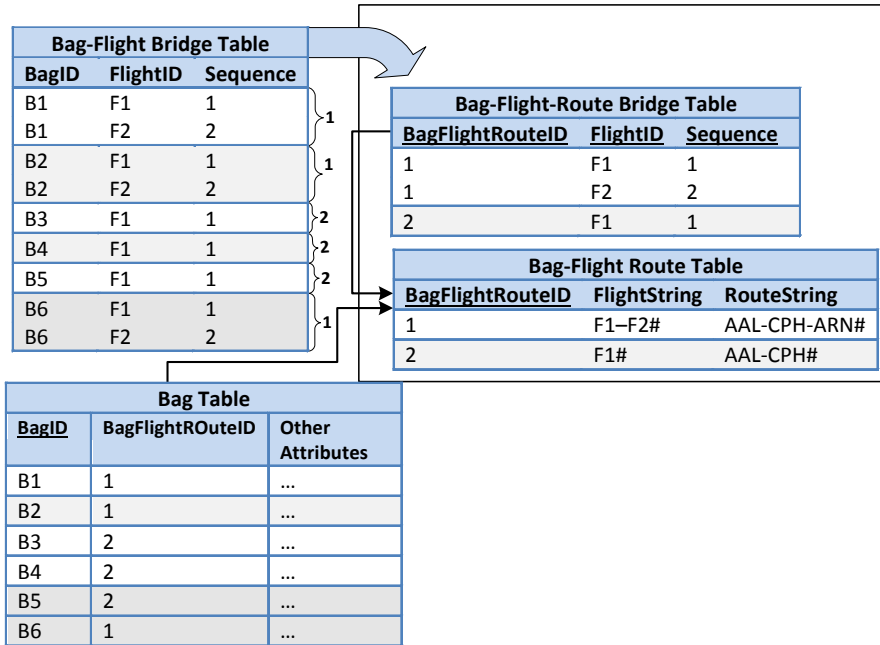 Bag-Flight Bridge Table
BagID FlightID Sequence
B1 F1 1
B1 F2 2
1
B2 F1 1
B2 F2 2
1
B3 F1 1 2
B4 F1 1 2
B5 F1 1 2
B6 F1 1
B6 F2 2
1
Bag-Flight-Route Bridge Table
BagFlightRouteID FlightID Sequence
1 F1 1
1 F2 2
2 F1 1
Bag-Flight Route Table
BagFlightRouteID FlightString RouteString
1 F1–F2# AAL-CPH-ARN#
2 F1# AAL-CPH#
Bag Table
BagID BagFlightROuteID Other
Attributes
B1 1 ...
B2 1 ...
B3 2 ...
B4 2 ...
B5 2 ...
B6 1 ...